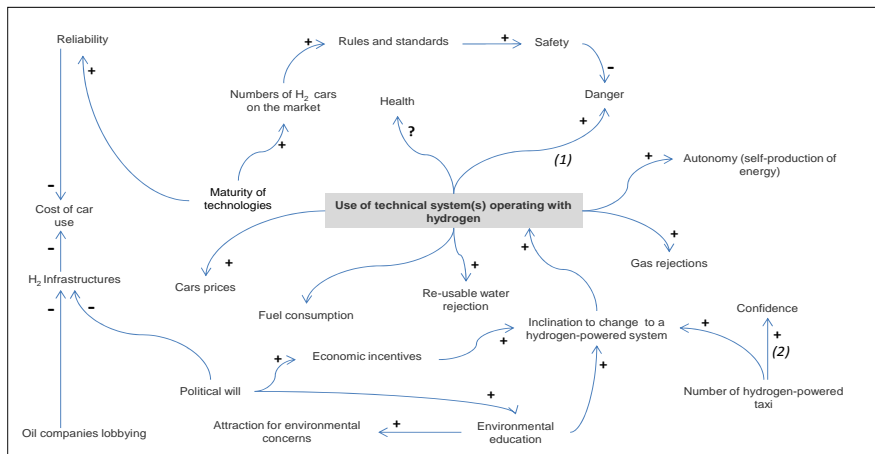 Reliability
+
Rules and standards
+
Safety
+
–
Numbers of H2 cars
on the market
Health
Danger
?
+
(1)
+
Autonomy (self-production of
energy)
+
Maturity of
technologies
Use of technical system(s) operating with
hydrogen
–
Cost of car
use
–
+
+
Gas rejections
H2 Infrastructures
+
Cars prices
+
Re-usable water
rejection
–
–
Fuel consumption
Confidence
Inclination to change to a
hydrogen-powered system
+
+
(2)
Economic incentives
+
+
Political will
+
+
Number of hydrogen-powered
taxi
Oil companies lobbying
Attraction for environmental
concerns
+
Environmental
education
+